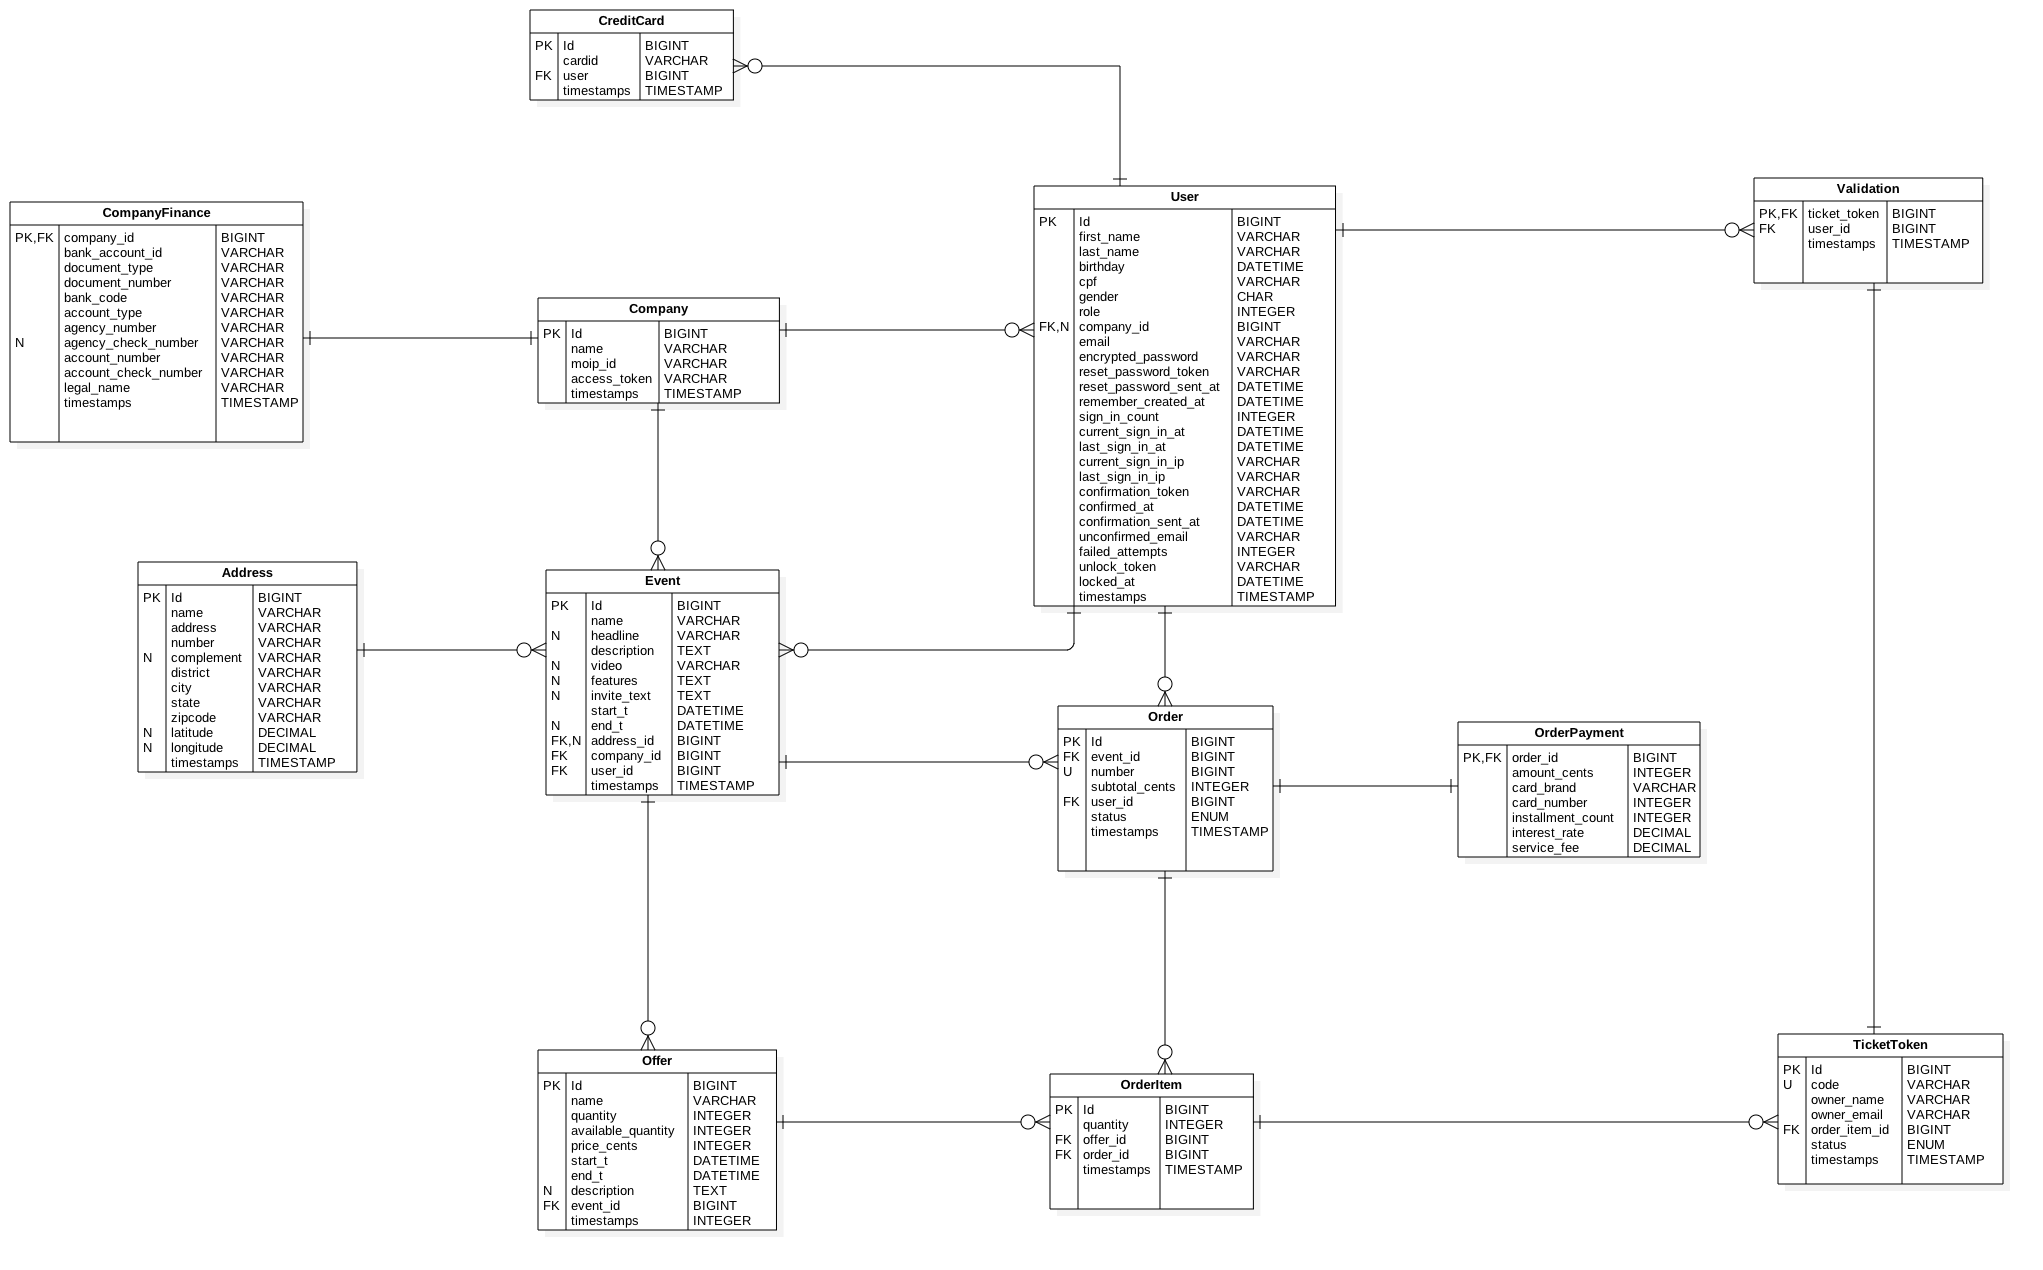 CreditCard
PK Id BIGINT
cardid VARCHAR
FK user BIGINT
timestamps TIMESTAMP
CompanyFinance
PK,FK company_id BIGINT
bank_account_id VARCHAR
document_type VARCHAR
document_number VARCHAR
bank_code VARCHAR
account_type VARCHAR
agency_number VARCHAR
N agency_check_number VARCHAR
account_number VARCHAR
account_check_number VARCHAR
legal_name VARCHAR
timestamps TIMESTAMP
Company
PK Id BIGINT
name VARCHAR
moip_id VARCHAR
access_token VARCHAR
timestamps TIMESTAMP
User
PK Id BIGINT
first_name VARCHAR
last_name VARCHAR
birthday DATETIME
cpf VARCHAR
gender CHAR
role INTEGER
FK,N company_id BIGINT
email VARCHAR
encrypted_password VARCHAR
reset_password_token VARCHAR
reset_password_sent_at DATETIME
remember_created_at DATETIME
sign_in_count INTEGER
current_sign_in_at DATETIME
last_sign_in_at DATETIME
current_sign_in_ip VARCHAR
last_sign_in_ip VARCHAR
confirmation_token VARCHAR
confirmed_at DATETIME
confirmation_sent_at DATETIME
unconfirmed_email VARCHAR
failed_attempts INTEGER
unlock_token VARCHAR
locked_at DATETIME
timestamps TIMESTAMP
Validation
PK,FK ticket_token BIGINT
FK user_id BIGINT
timestamps TIMESTAMP
Address
PK Id BIGINT
name VARCHAR
address VARCHAR
number VARCHAR
N complement VARCHAR
district VARCHAR
city VARCHAR
state VARCHAR
zipcode VARCHAR
N latitude DECIMAL
N longitude DECIMAL
timestamps TIMESTAMP
Event
PK Id BIGINT
name VARCHAR
N headline VARCHAR
description TEXT
N video VARCHAR
N features TEXT
N invite_text TEXT
start_t DATETIME
N end_t DATETIME
FK,N address_id BIGINT
FK company_id BIGINT
FK user_id BIGINT
timestamps TIMESTAMP
Order
PK Id BIGINT
FK event_id BIGINT
U number BIGINT
subtotal_cents INTEGER
FK user_id BIGINT
status ENUM
timestamps TIMESTAMP
OrderPayment
PK,FK order_id BIGINT
amount_cents INTEGER
card_brand VARCHAR
card_number INTEGER
installment_count INTEGER
interest_rate DECIMAL
service_fee DECIMAL
Offer
PK Id BIGINT
name VARCHAR
quantity INTEGER
available_quantity INTEGER
price_cents INTEGER
start_t DATETIME
end_t DATETIME
N description TEXT
FK event_id BIGINT
timestamps INTEGER
OrderItem
PK Id BIGINT
quantity INTEGER
FK offer_id BIGINT
FK order_id BIGINT
timestamps TIMESTAMP
TicketToken
PK Id BIGINT
U code VARCHAR
owner_name VARCHAR
owner_email VARCHAR
FK order_item_id BIGINT
status ENUM
timestamps TIMESTAMP